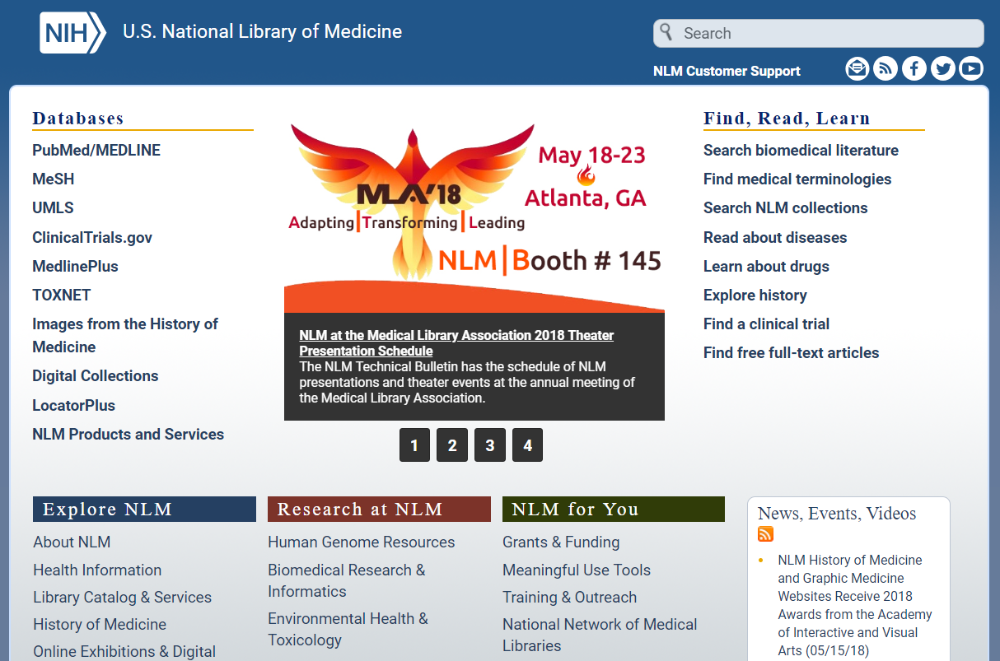 NIH
U.S. National Library of Medicine
Search
NLM Customer Support
Databases
PubMed/MEDLINE
MeSH
UMLS
ClinicalTrials.gov
MedlinePlus
TOXNET
Images from the History of
Medicine
Digital Collections
LocatorPlus
NLM Products and Services
May 18-23
MLA'18
Atlanta, GA
Adapting|Transforming|Leading
NLM|Booth # 145
NLM at the Medical Library Association 2018 Theater
Presentation Schedule
The NLM Technical Bulletin has the schedule of NLM
presentations and theater events at the annual meeting of
the Medical Library Association.
1 2 3 4
Find, Read, Learn
Search biomedical literature
Find medical terminologies
Search NLM collections
Read about diseases
Learn about drugs
Explore history
Find a clinical trial
Find free full-text articles
Explore NLM
About NLM
Health Information
Library Catalog & Services
History of Medicine
Online Exhibitions & Digital
Research at NLM
Human Genome Resources
Biomedical Research &
Informatics
Environmental Health &
Toxicology
NLM for You
Grants & Funding
Meaningful Use Tools
Training & Outreach
National Network of Medical
Libraries
News, Events, Videos
NLM History of Medicine
and Graphic Medicine
Websites Receive 2018
Awards from the Academy
of Interactive and Visual
Arts (05/15/18)